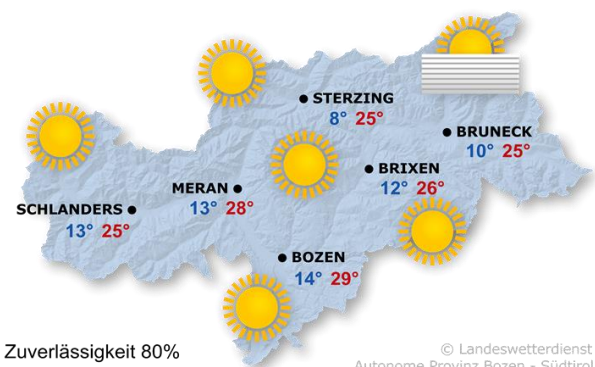 STERZING
8° 25°
BRUNECK
10° 25°
BRIXEN
12° 26°
MERAN
13° 28°
SCHLANDERS
13° 25°
BOZEN
14° 29°
Zuverlässigkeit 80%
© Landeswetterdienst
Autonome Provinz Bozen - Südtirol